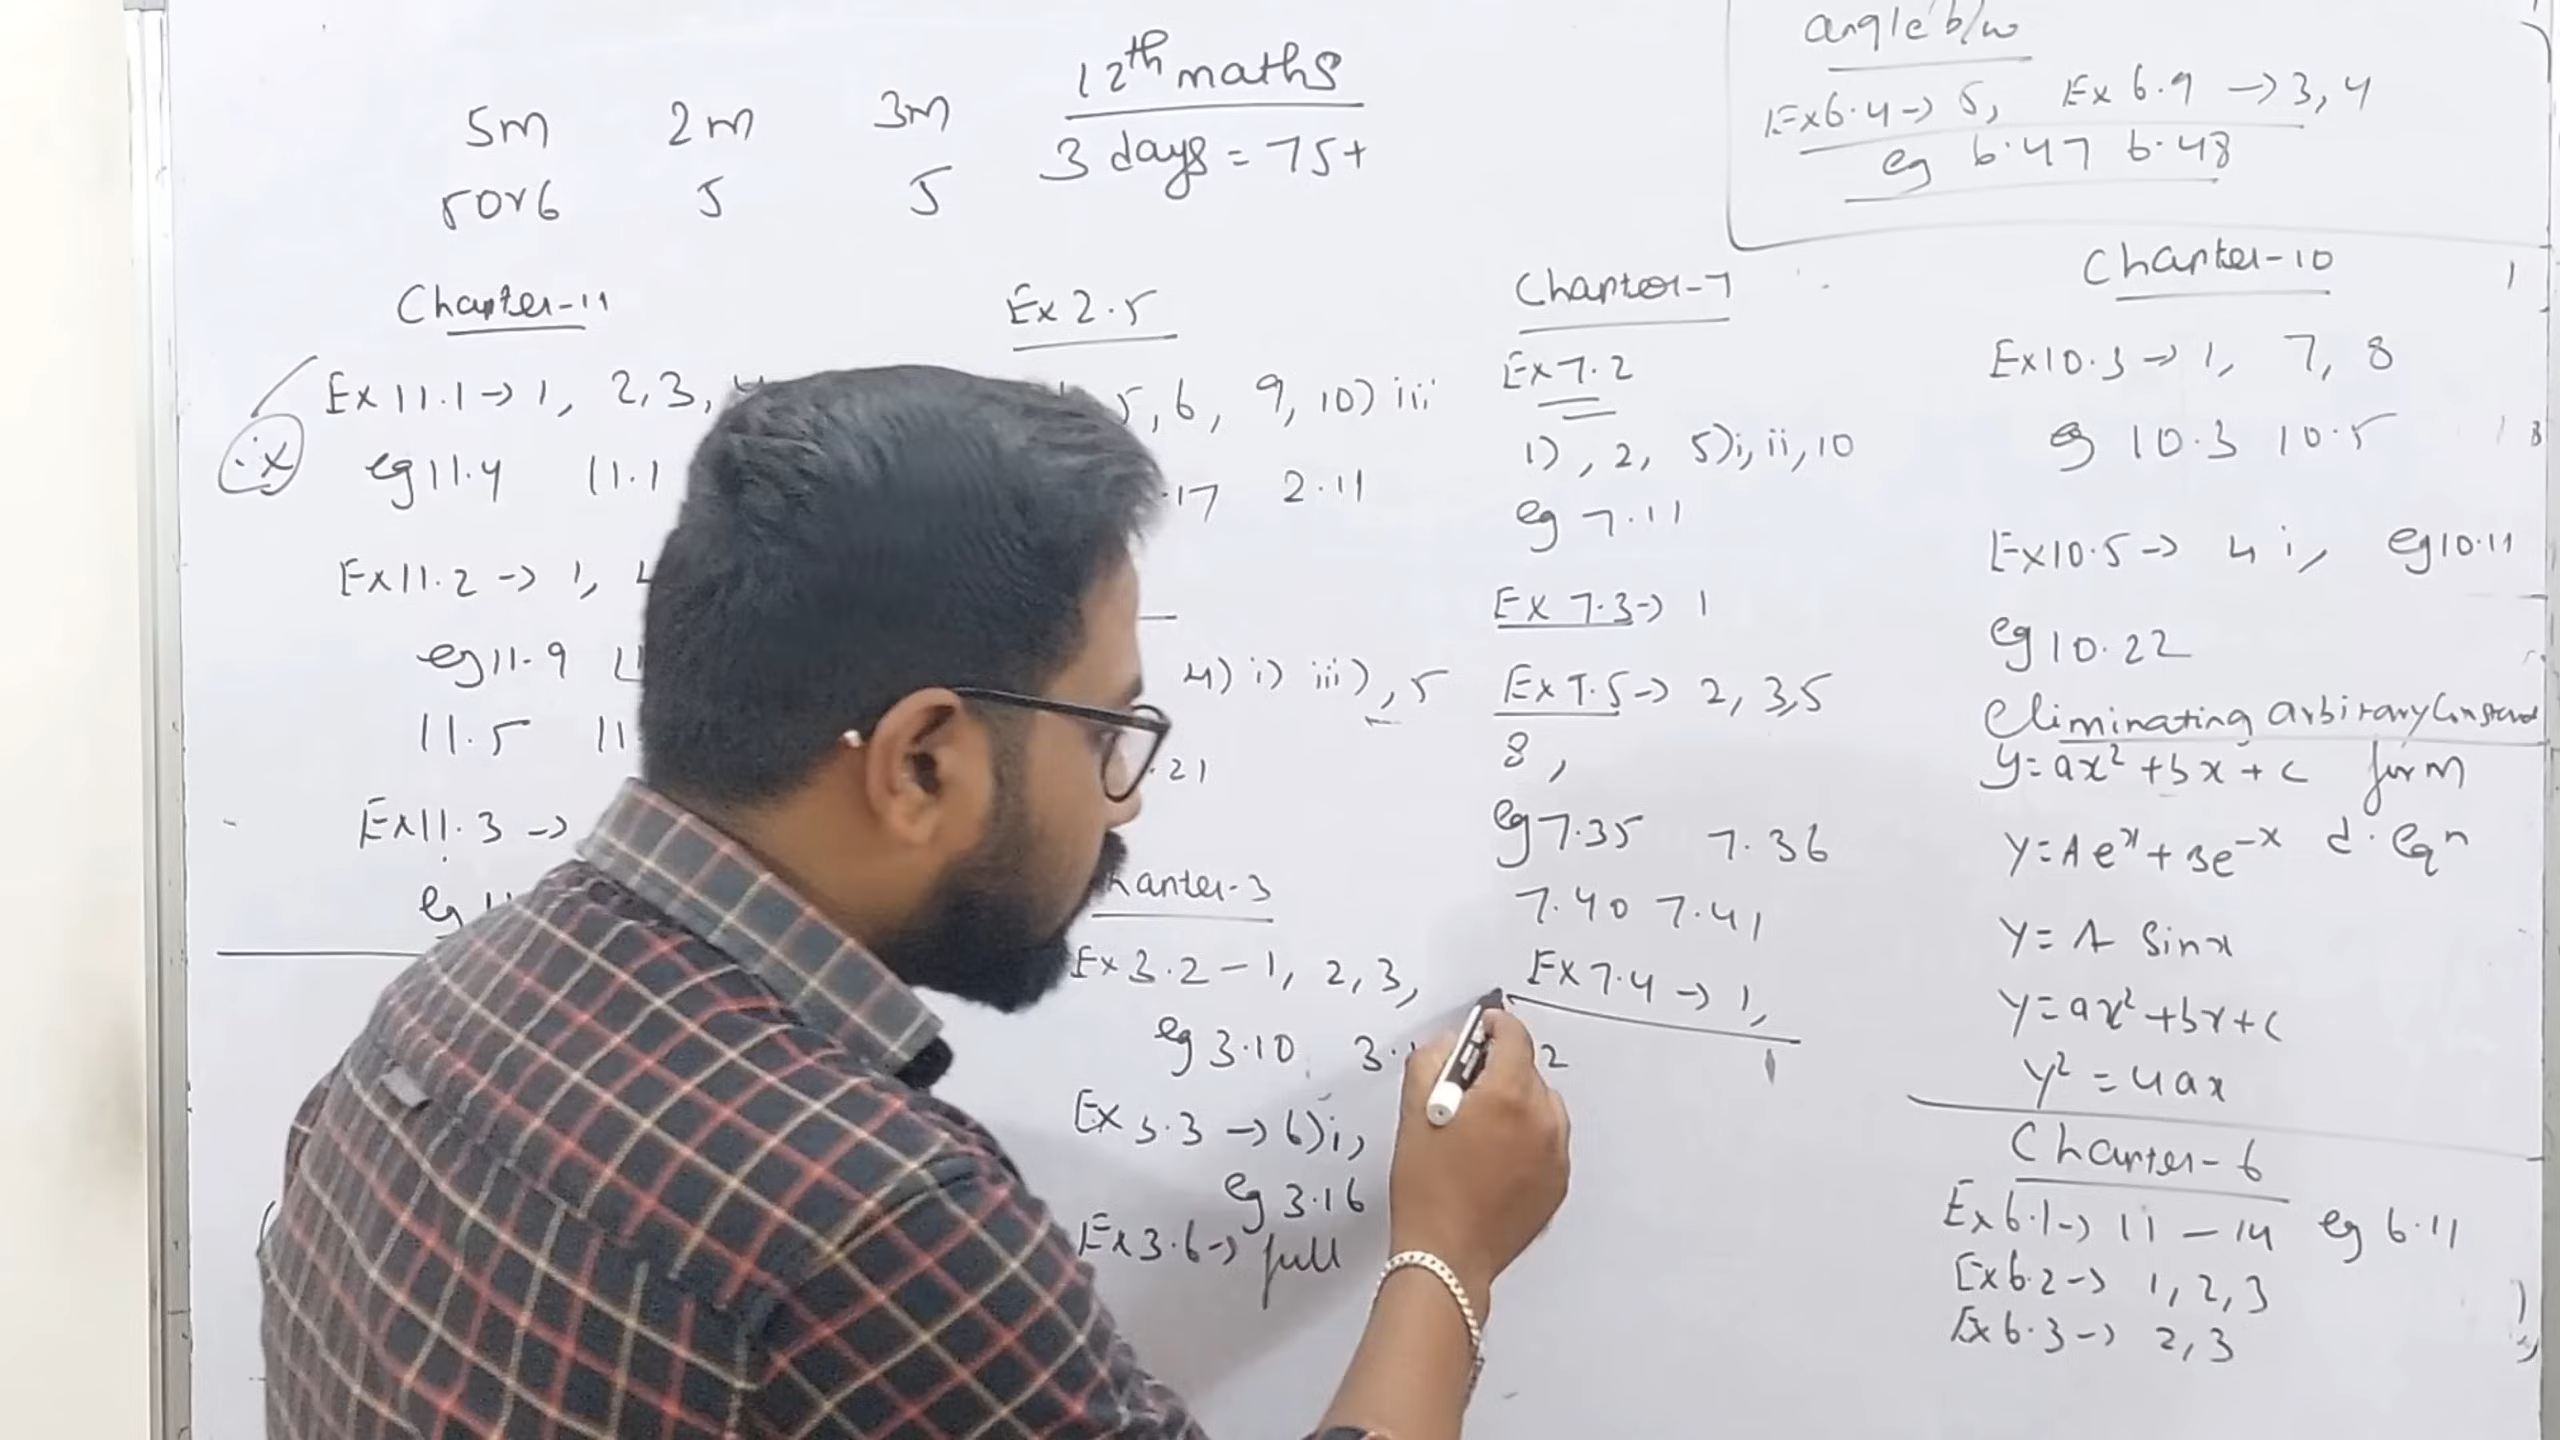 12th maths
3 days = 75+
5m 2m 3m
5 or 6 5 5
angle b/w
Ex 6.4 → 5, Ex 6.9 → 3, 4
eg 6.47 6.48
Chapter-11
Ex 11.1 → 1, 2, 3,
eg 11.4 11.1
Ex 11.2 → 1,
eg 11.9
11.5 11
Ex 11.3 →
eg 11
Ex 2.5
5, 6, 9, 10) iii
.17 2.11
4) i) iii), 5
.21
hapter-3
Ex 3.2 - 1, 2, 3,
eg 3.10 3. 2
Ex 3.3 → 6) i,
eg 3.16
Ex 3.6 → full
Chapter-7
Ex 7.2
1), 2, 5) i, ii, 10
eg 7.11
Ex 7.3 → 1
Ex 7.5 → 2, 3, 5
8,
eg 7.35 7.36
7.40 7.41
Ex 7.4 → 1,
Chapter-10
Ex 10.3 → 1, 7, 8
eg 10.3 10.5
Ex 10.5 → 4 i, eg 10.11
eg 10.22
Eliminating arbitrary Constant
y = ax² + bx + c form
y = Ae^x + Be^-x d. eqn
y = A sinx
y = ax² + bx + c
y² = 4ax
Chapter-6
Ex 6.1 → 11 - 14 eg 6.11
Ex 6.2 → 1, 2, 3
Ex 6.3 → 2, 3